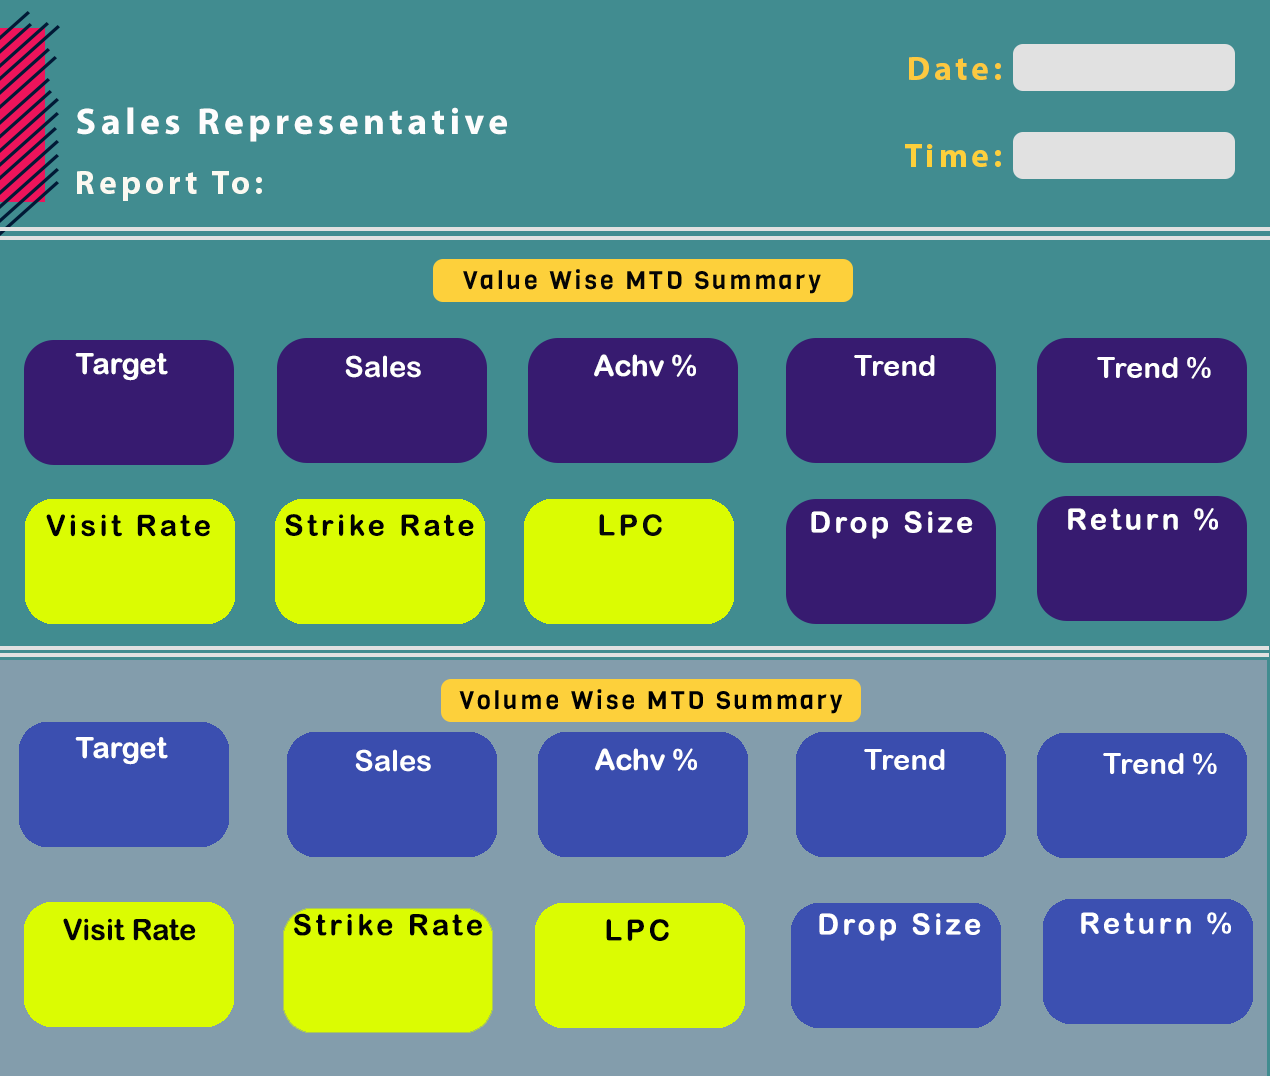 Date:
Sales Representative
Time:
Report To:
Value Wise MTD Summary
Target
Sales
Achv %
Trend
Trend %
Visit Rate
Strike Rate
LPC
Drop Size
Return %
Volume Wise MTD Summary
Target
Sales
Achv %
Trend
Trend %
Visit Rate
Strike Rate
LPC
Drop Size
Return %